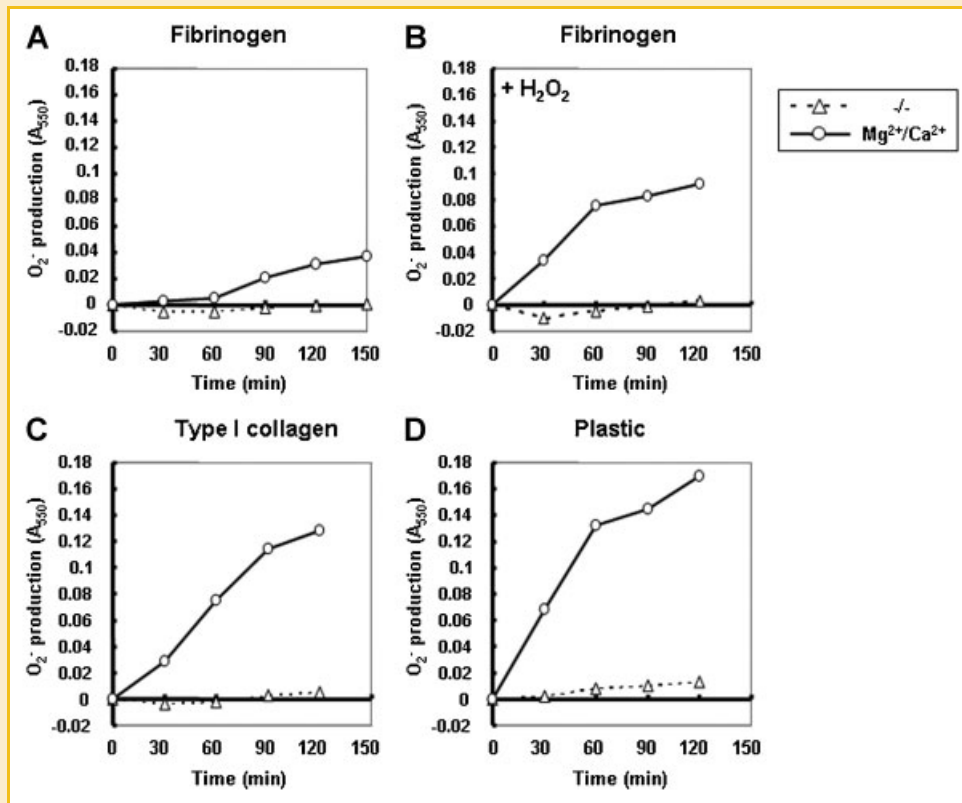 A Fibrinogen
O₂⁻ production (A₅₅₀)
0.18
0.16
0.14
0.12
0.1
0.08
0.06
0.04
0.02
0
-0.02
0 30 60 90 120 150
Time (min)
B Fibrinogen
+ H₂O₂
O₂⁻ production (A₅₅₀)
0.18
0.16
0.14
0.12
0.1
0.08
0.06
0.04
0.02
0
-0.02
0 30 60 90 120 150
Time (min)
-/-
Mg²⁺/Ca²⁺
C Type I collagen
O₂⁻ production (A₅₅₀)
0.18
0.16
0.14
0.12
0.1
0.08
0.06
0.04
0.02
0
-0.02
0 30 60 90 120 150
Time (min)
D Plastic
O₂⁻ production (A₅₅₀)
0.18
0.16
0.14
0.12
0.1
0.08
0.06
0.04
0.02
0
-0.02
0 30 60 90 120 150
Time (min)